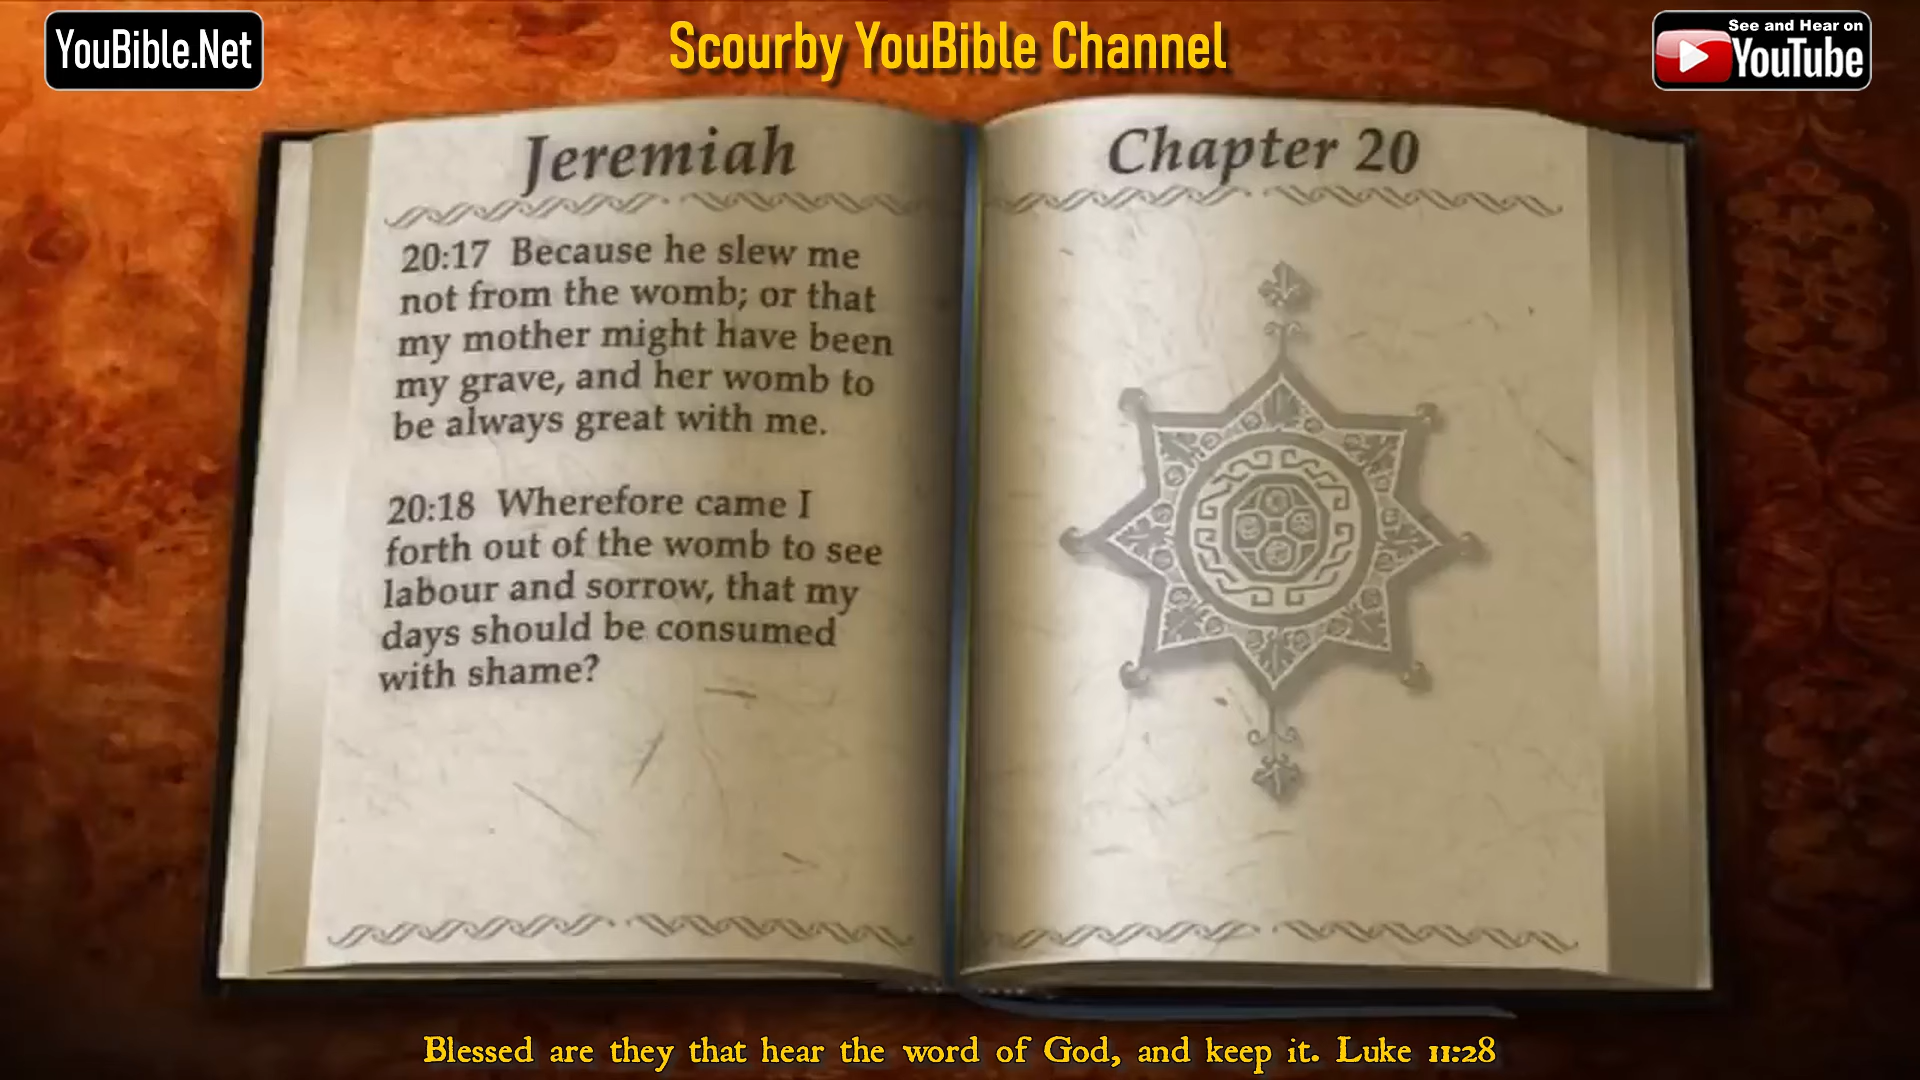 YouBible.Net
Scourby YouBible Channel
See and Hear on
YouTube
Jeremiah
Chapter 20
20:17 Because he slew me
not from the womb; or that
my mother might have been
my grave, and her womb to
be always great with me.
20:18 Wherefore came I
forth out of the womb to see
labour and sorrow, that my
days should be consumed
with shame?
Blessed are they that hear the word of God, and keep it. Luke 11:28